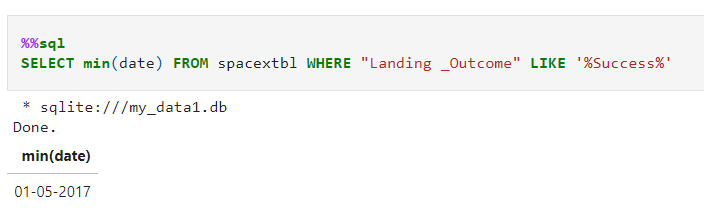 %%sql
SELECT min(date) FROM spacextbl WHERE "Landing _Outcome" LIKE '%Success%'
* sqlite:///my_data1.db
Done.
min(date)
01-05-2017